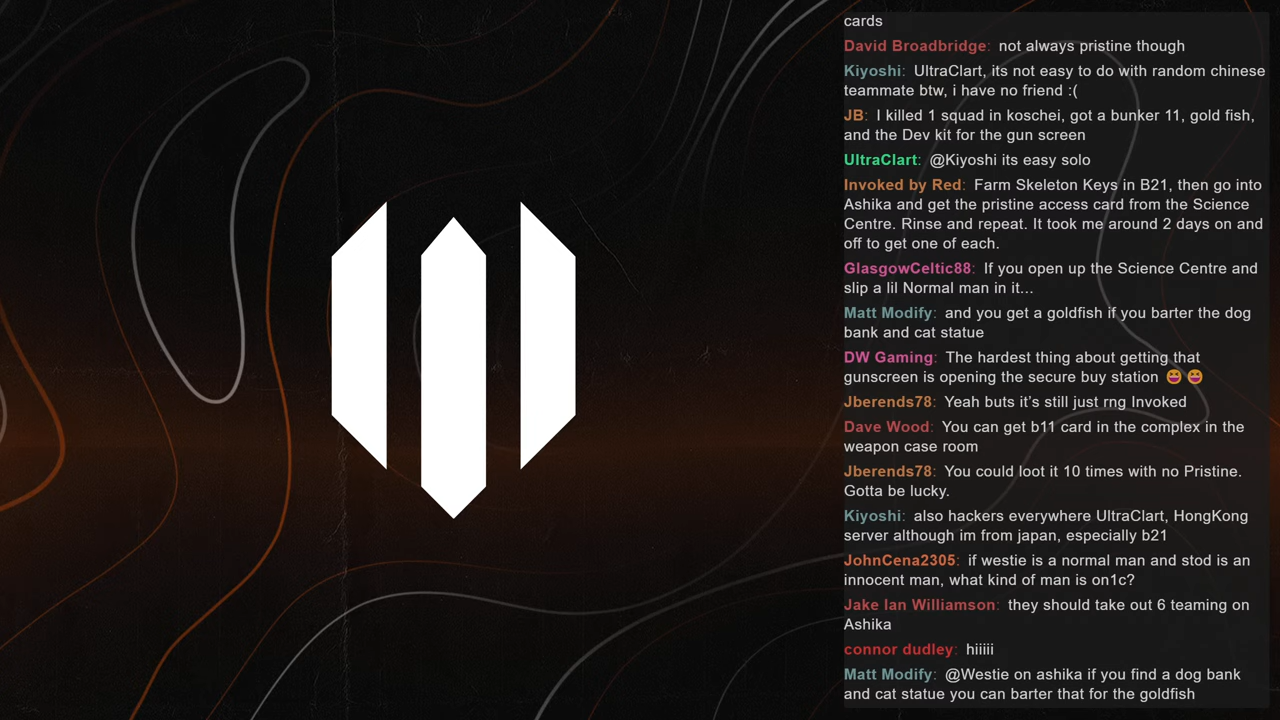 cards
David Broadbridge: not always pristine though
Kiyoshi: UltraClart, its not easy to do with random chinese
teammate btw, i have no friend :(
JB: I killed 1 squad in koschei, got a bunker 11, gold fish,
and the Dev kit for the gun screen
UltraClart: @Kiyoshi its easy solo
Invoked by Red: Farm Skeleton Keys in B21, then go into
Ashika and get the pristine access card from the Science
Centre. Rinse and repeat. It took me around 2 days on and
off to get one of each.
GlasgowCeltic88: If you open up the Science Centre and
slip a lil Normal man in it...
Matt Modify: and you get a goldfish if you barter the dog
bank and cat statue
DW Gaming: The hardest thing about getting that
gunscreen is opening the secure buy station 😆 😆
Jberends78: Yeah buts it's still just rng Invoked
Dave Wood: You can get b11 card in the complex in the
weapon case room
Jberends78: You could loot it 10 times with no Pristine.
Gotta be lucky.
Kiyoshi: also hackers everywhere UltraClart, HongKong
server although im from japan, especially b21
JohnCena2305: if westie is a normal man and stod is an
innocent man, what kind of man is on1c?
Jake Ian Williamson: they should take out 6 teaming on
Ashika
connor dudley: hiiiii
Matt Modify: @Westie on ashika if you find a dog bank
and cat statue you can barter that for the goldfish